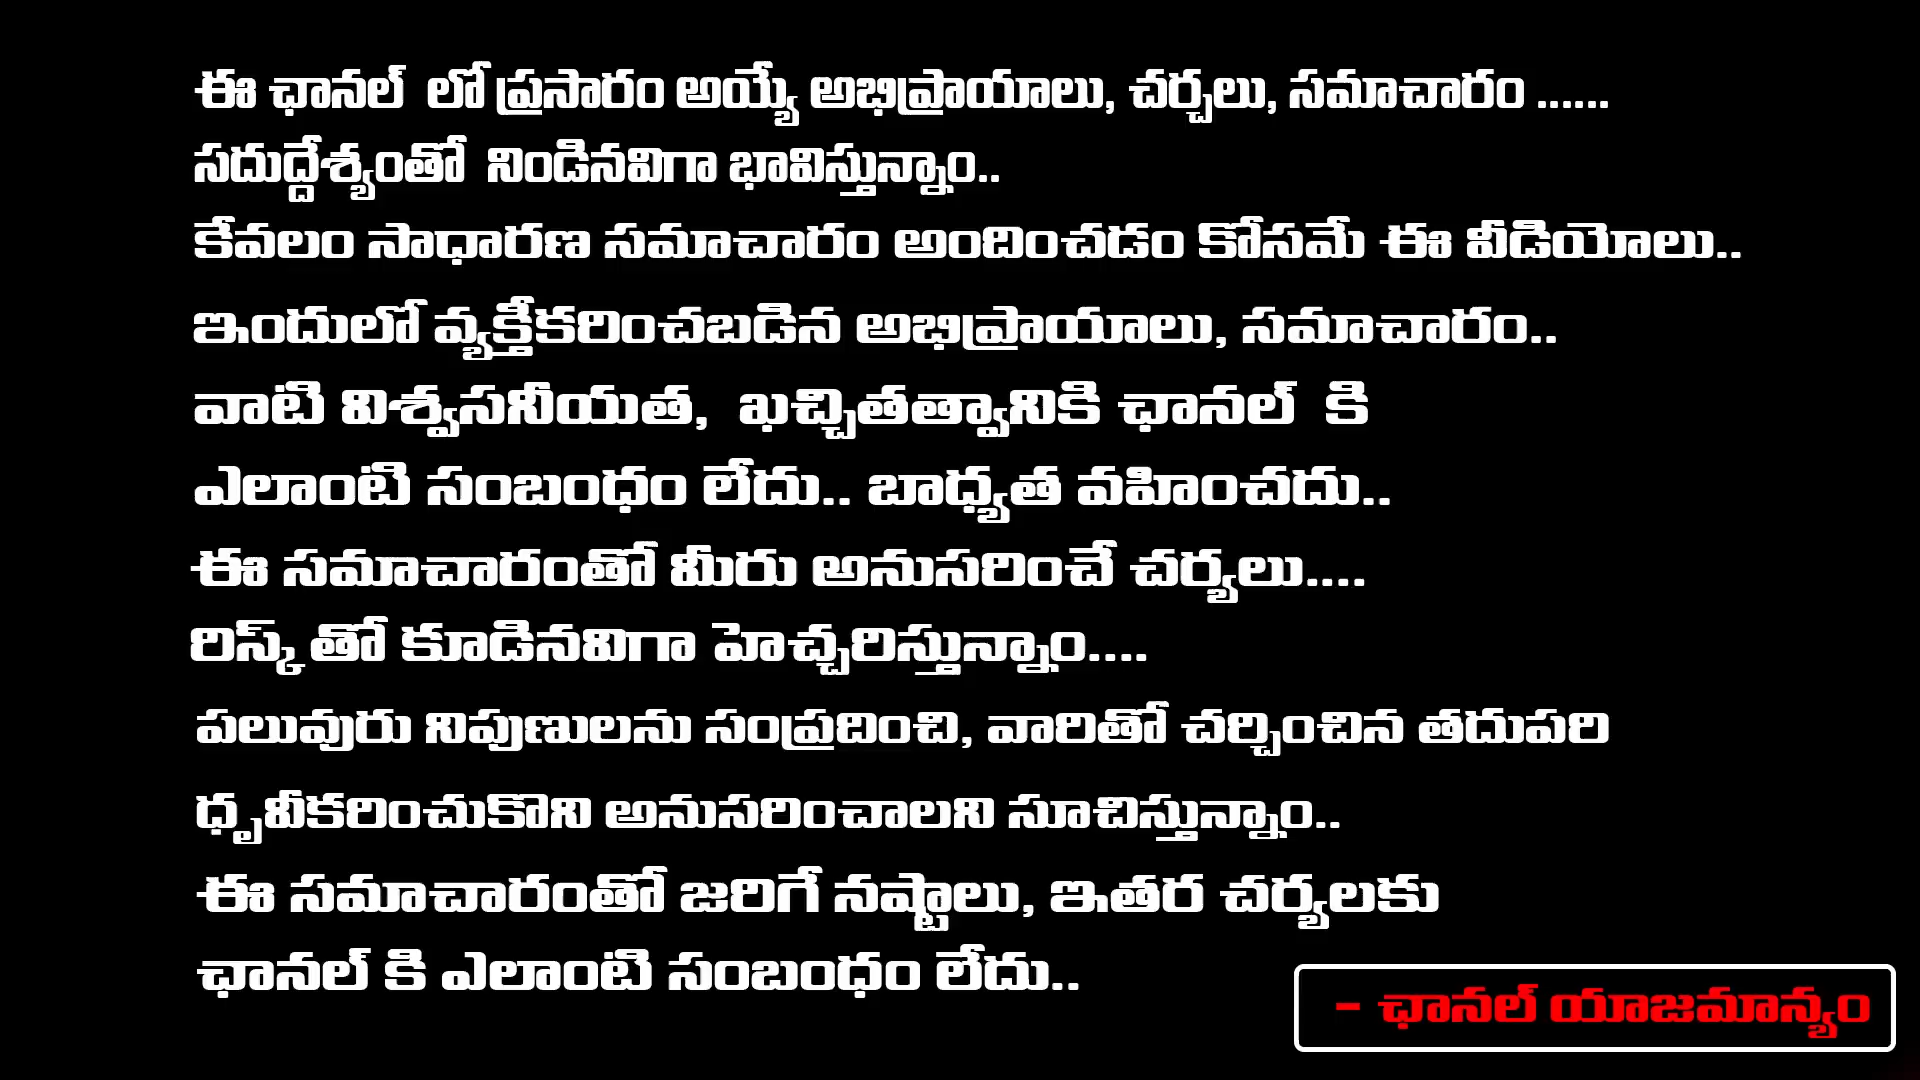 ఈ ఛానల్ లో ప్రసారం అయ్యే అభిప్రాయాలు, చర్చలు, సమాచారం ......
సదుద్దేశ్యంతో నిండినవిగా భావిస్తున్నాం..
కేవలం సాధారణ సమాచారం అందించడం కోసమే ఈ వీడియోలు..
ఇందులో వ్యక్తీకరించబడిన అభిప్రాయాలు, సమాచారం..
వాటి విశ్వసనీయత, ఖచ్చితత్వానికి ఛానల్ కి
ఎలాంటి సంబంధం లేదు.. బాధ్యత వహించదు..
ఈ సమాచారంతో మీరు అనుసరించే చర్యలు....
రిస్క్ తో కూడినవిగా హెచ్చరిస్తున్నాం....
పలువురు నిపుణులను సంప్రదించి, వారితో చర్చించిన తదుపరి
ధృవీకరించుకొని అనుసరించాలని సూచిస్తున్నాం..
ఈ సమాచారంతో జరిగే నష్టాలు, ఇతర చర్యలకు
ఛానల్ కి ఎలాంటి సంబంధం లేదు..
- ఛానల్ యాజమాన్యం